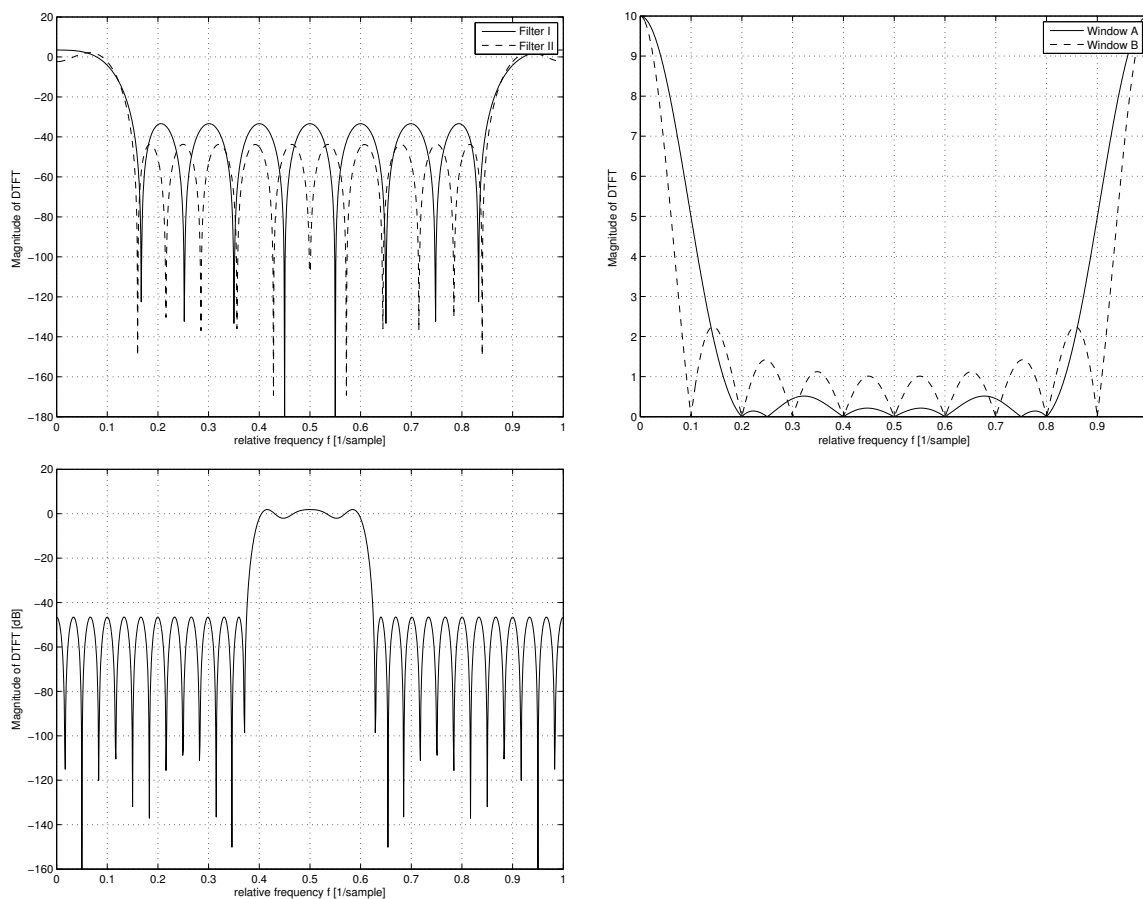 20
0
−20
−40
−60
−80
−100
−120
−140
−160
−180
Magnitude of DTFT
0 0.1 0.2 0.3 0.4 0.5 0.6 0.7 0.8 0.9 1
relative frequency f [1/sample]
Filter I
Filter II
10
9
8
7
6
5
4
3
2
1
0
Magnitude of DTFT
0 0.1 0.2 0.3 0.4 0.5 0.6 0.7 0.8 0.9
relative frequency f [1/sample]
Window A
Window B
20
0
−20
−40
−60
−80
−100
−120
−140
−160
Magnitude of DTFT [dB]
0 0.1 0.2 0.3 0.4 0.5 0.6 0.7 0.8 0.9 1
relative frequency f [1/sample]